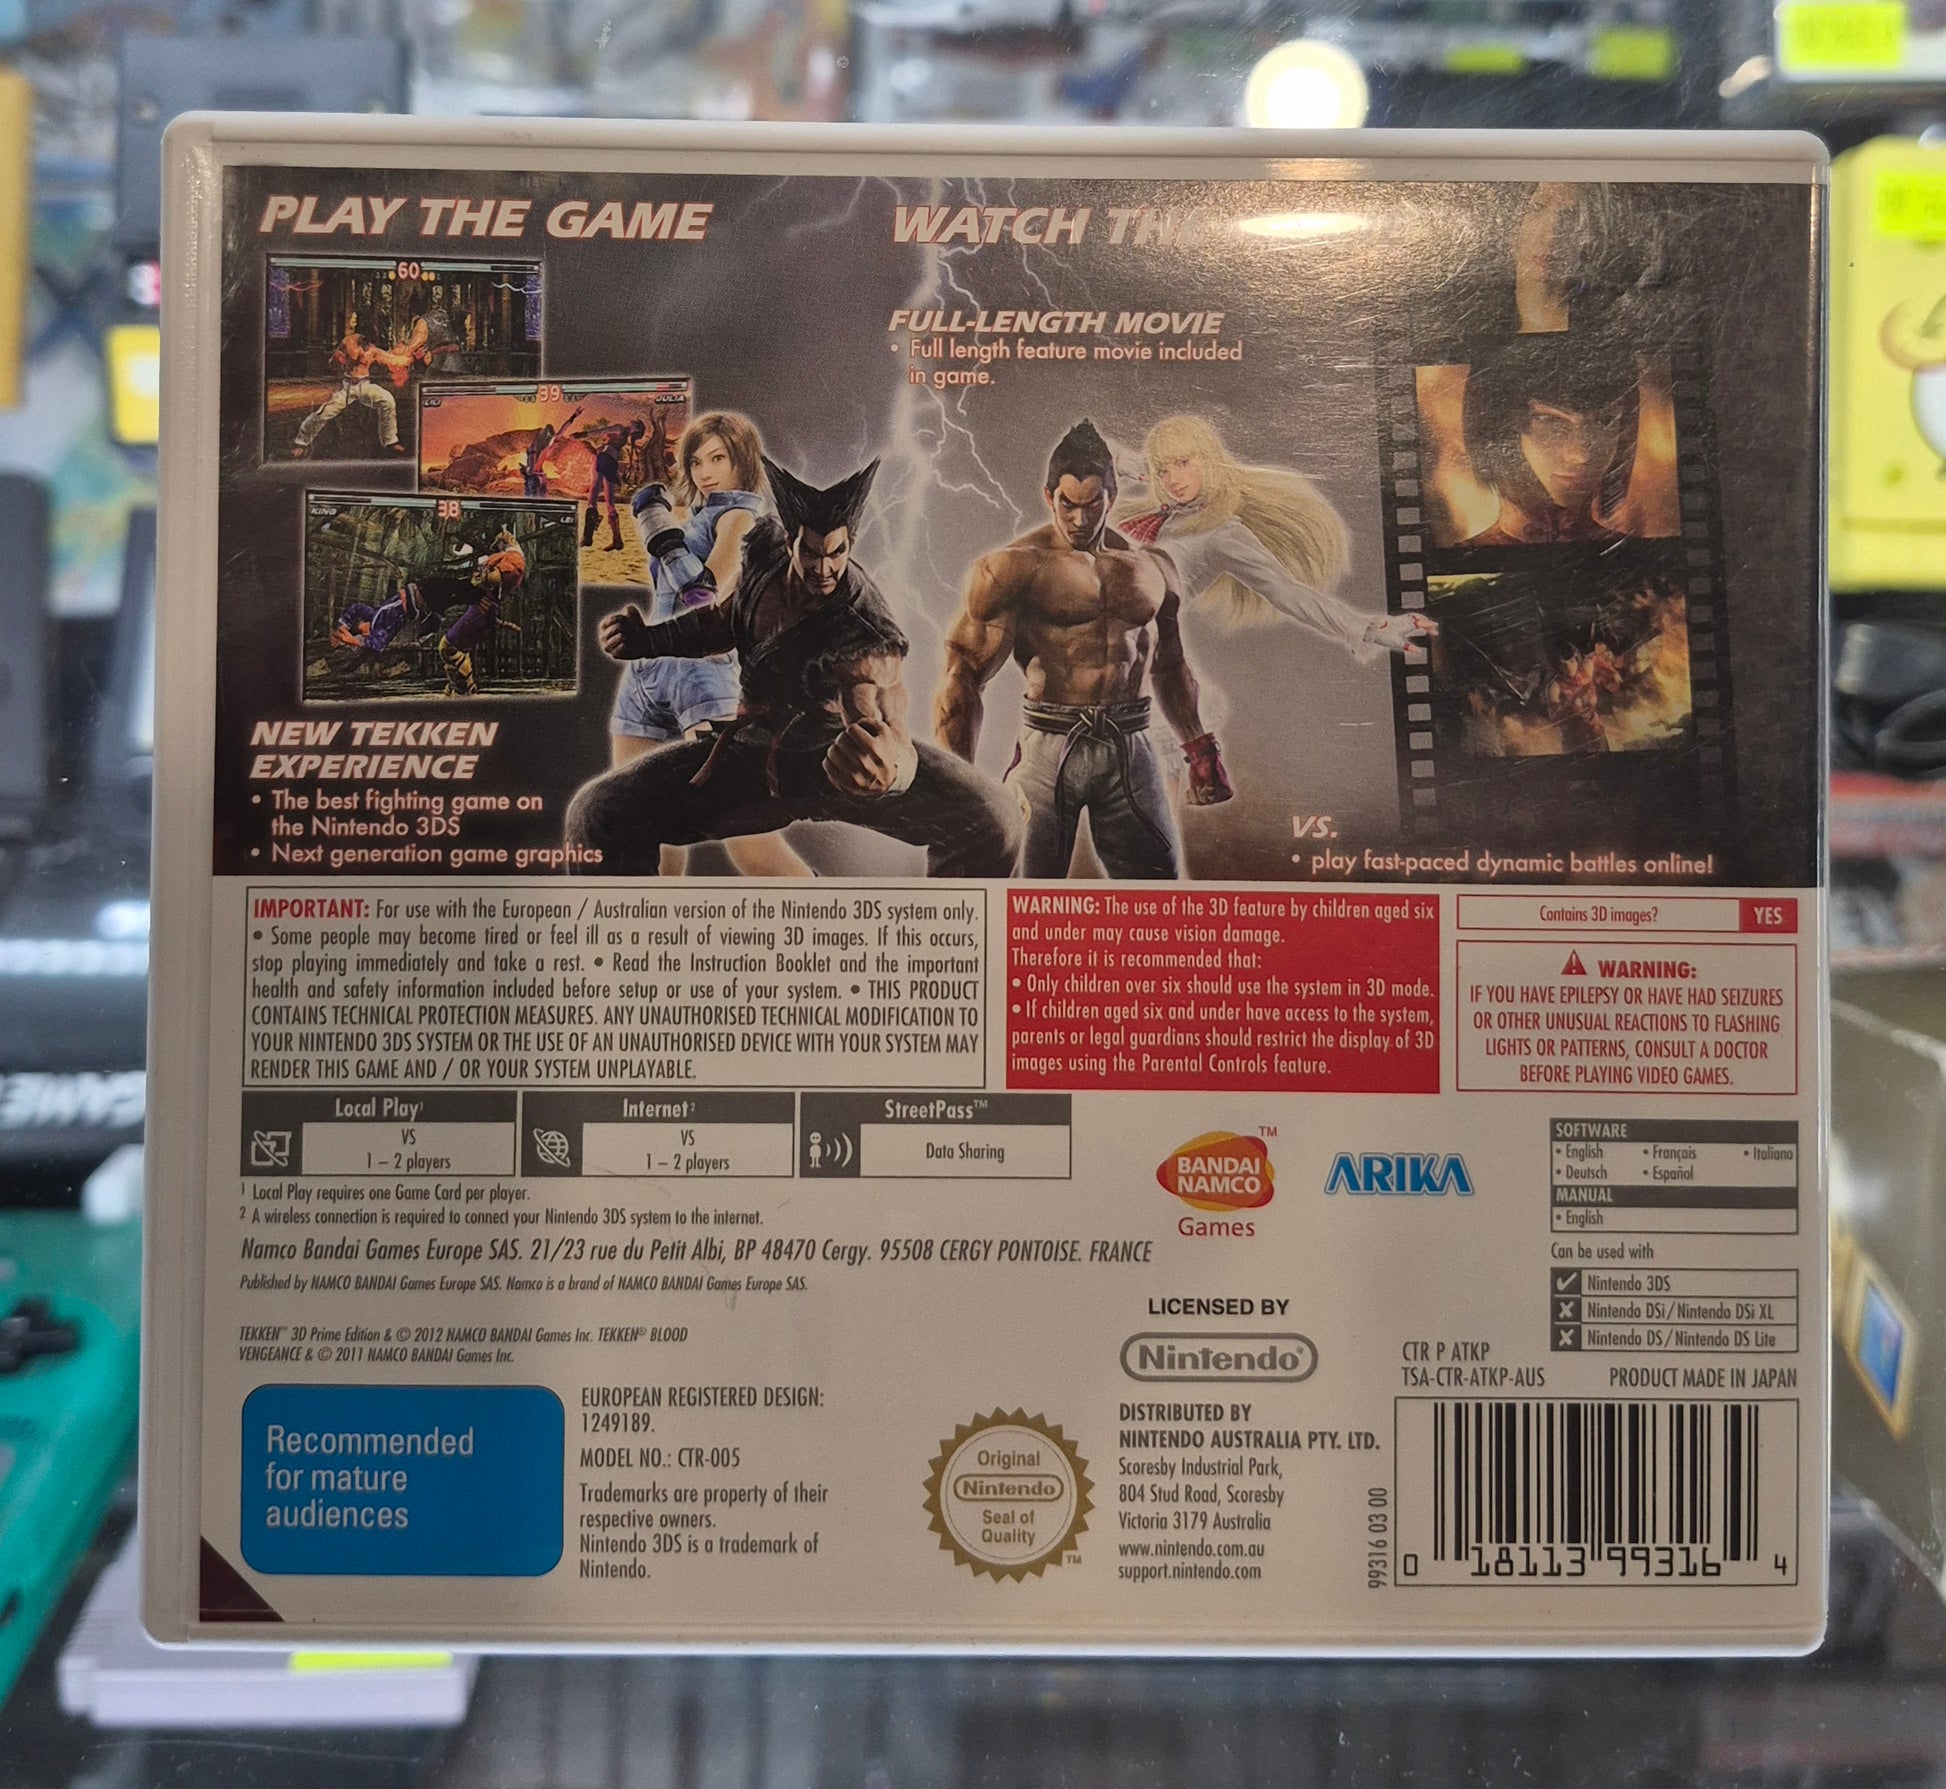 PLAY THE GAME
WATCH THE
60
LILI 39 JULIA
KING 38 LEI
FULL-LENGTH MOVIE
• Full length feature movie included
in game.
NEW TEKKEN
EXPERIENCE
• The best fighting game on
the Nintendo 3DS
• Next generation game graphics
VS.
• play fast-paced dynamic battles online!
IMPORTANT: For use with the European / Australian version of the Nintendo 3DS system only.
• Some people may become tired or feel ill as a result of viewing 3D images. If this occurs,
stop playing immediately and take a rest. • Read the Instruction Booklet and the important
health and safety information included before setup or use of your system. • THIS PRODUCT
CONTAINS TECHNICAL PROTECTION MEASURES. ANY UNAUTHORISED TECHNICAL MODIFICATION TO
YOUR NINTENDO 3DS SYSTEM OR THE USE OF AN UNAUTHORISED DEVICE WITH YOUR SYSTEM MAY
RENDER THIS GAME AND / OR YOUR SYSTEM UNPLAYABLE.
WARNING: The use of the 3D feature by children aged six
and under may cause vision damage.
Therefore it is recommended that:
• Only children over six should use the system in 3D mode.
• If children aged six and under have access to the system,
parents or legal guardians should restrict the display of 3D
images using the Parental Controls feature.
Contains 3D images? YES
WARNING:
IF YOU HAVE EPILEPSY OR HAVE HAD SEIZURES
OR OTHER UNUSUAL REACTIONS TO FLASHING
LIGHTS OR PATTERNS, CONSULT A DOCTOR
BEFORE PLAYING VIDEO GAMES.
Local Play¹
VS
1 – 2 players
Internet²
VS
1 – 2 players
StreetPass™
Data Sharing
¹ Local Play requires one Game Card per player.
² A wireless connection is required to connect your Nintendo 3DS system to the internet.
Namco Bandai Games Europe SAS. 21/23 rue du Petit Albi, BP 48470 Cergy. 95508 CERGY PONTOISE. FRANCE
Published by NAMCO BANDAI Games Europe SAS. Namco is a brand of NAMCO BANDAI Games Europe SAS.
TEKKEN™ 3D Prime Edition & © 2012 NAMCO BANDAI Games Inc. TEKKEN® BLOOD
VENGEANCE & © 2011 NAMCO BANDAI Games Inc.
BANDAI
NAMCO
™
Games
ARIKA
SOFTWARE
• English • Français • Italiano
• Deutsch • Español
MANUAL
• English
Can be used with
Nintendo 3DS
Nintendo DSi/Nintendo DSi XL
Nintendo DS/Nintendo DS Lite
CTR P ATKP
TSA-CTR-ATKP-AUS
PRODUCT MADE IN JAPAN
LICENSED BY
Nintendo®
Recommended
for mature
audiences
EUROPEAN REGISTERED DESIGN:
1249189.
MODEL NO.: CTR-005
Trademarks are property of their
respective owners.
Nintendo 3DS is a trademark of
Nintendo.
Original
Nintendo
Seal of
Quality
™
DISTRIBUTED BY
NINTENDO AUSTRALIA PTY. LTD.
Scoresby Industrial Park,
804 Stud Road, Scoresby
Victoria 3179 Australia
www.nintendo.com.au
support.nintendo.com
99316 03 00
0 18113 99316 4